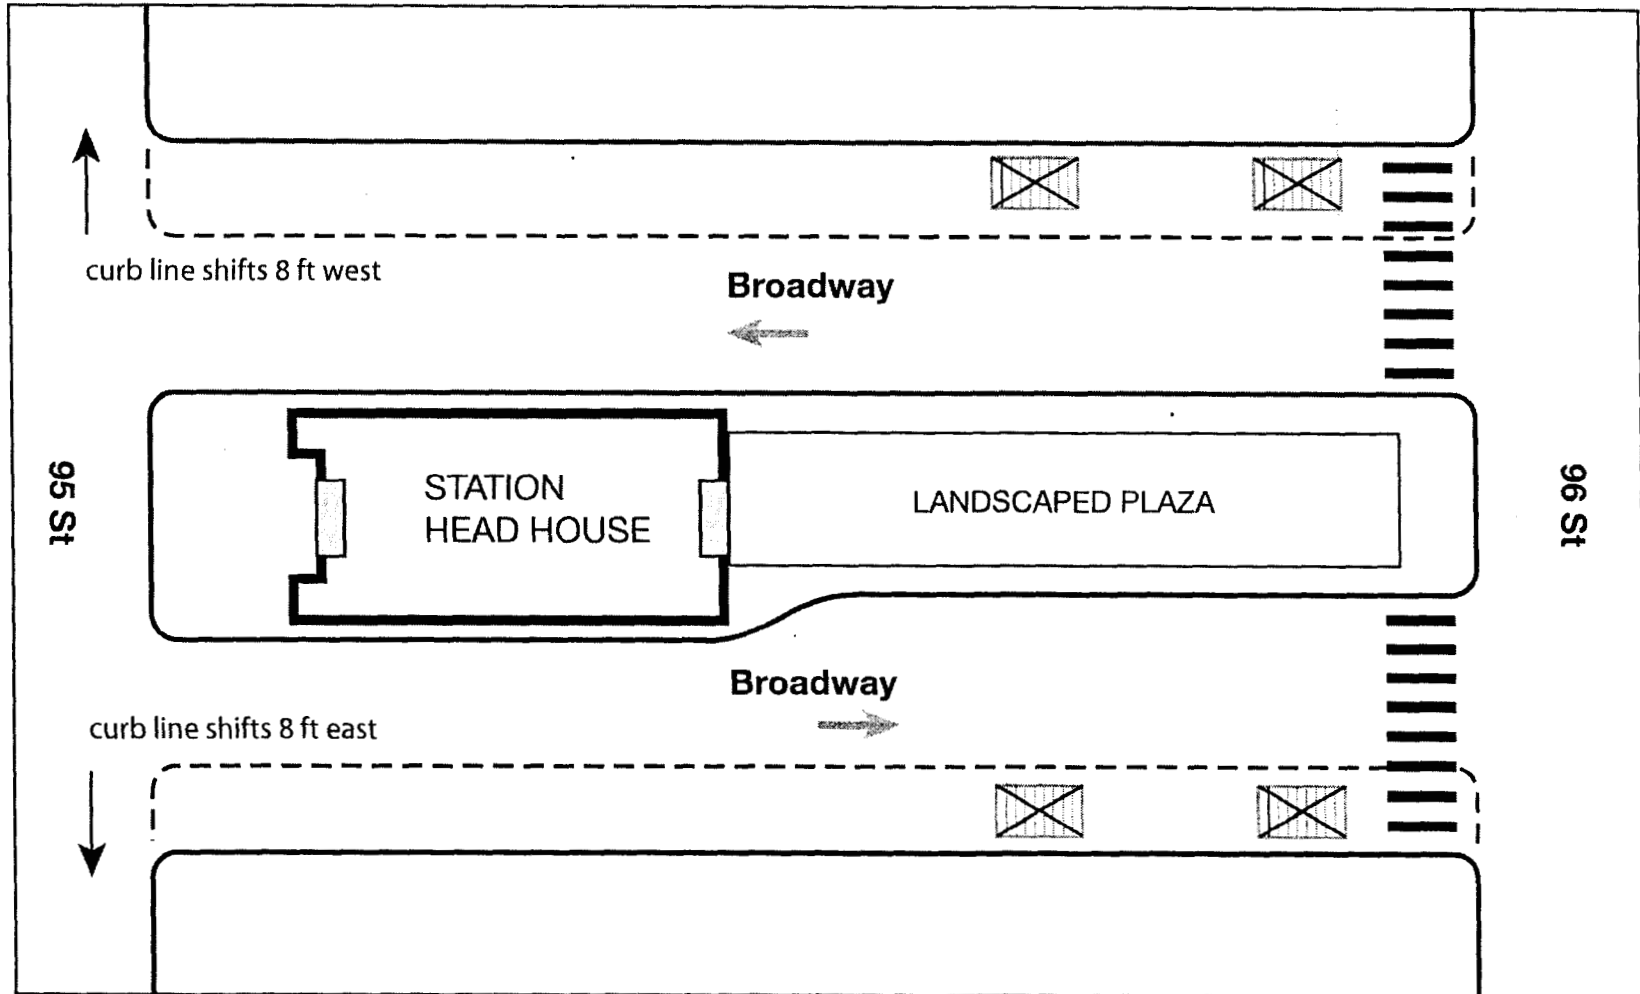 curb line shifts 8 ft west
Broadway
95 St
STATION
HEAD HOUSE
LANDSCAPED PLAZA
96 St
Broadway
curb line shifts 8 ft east